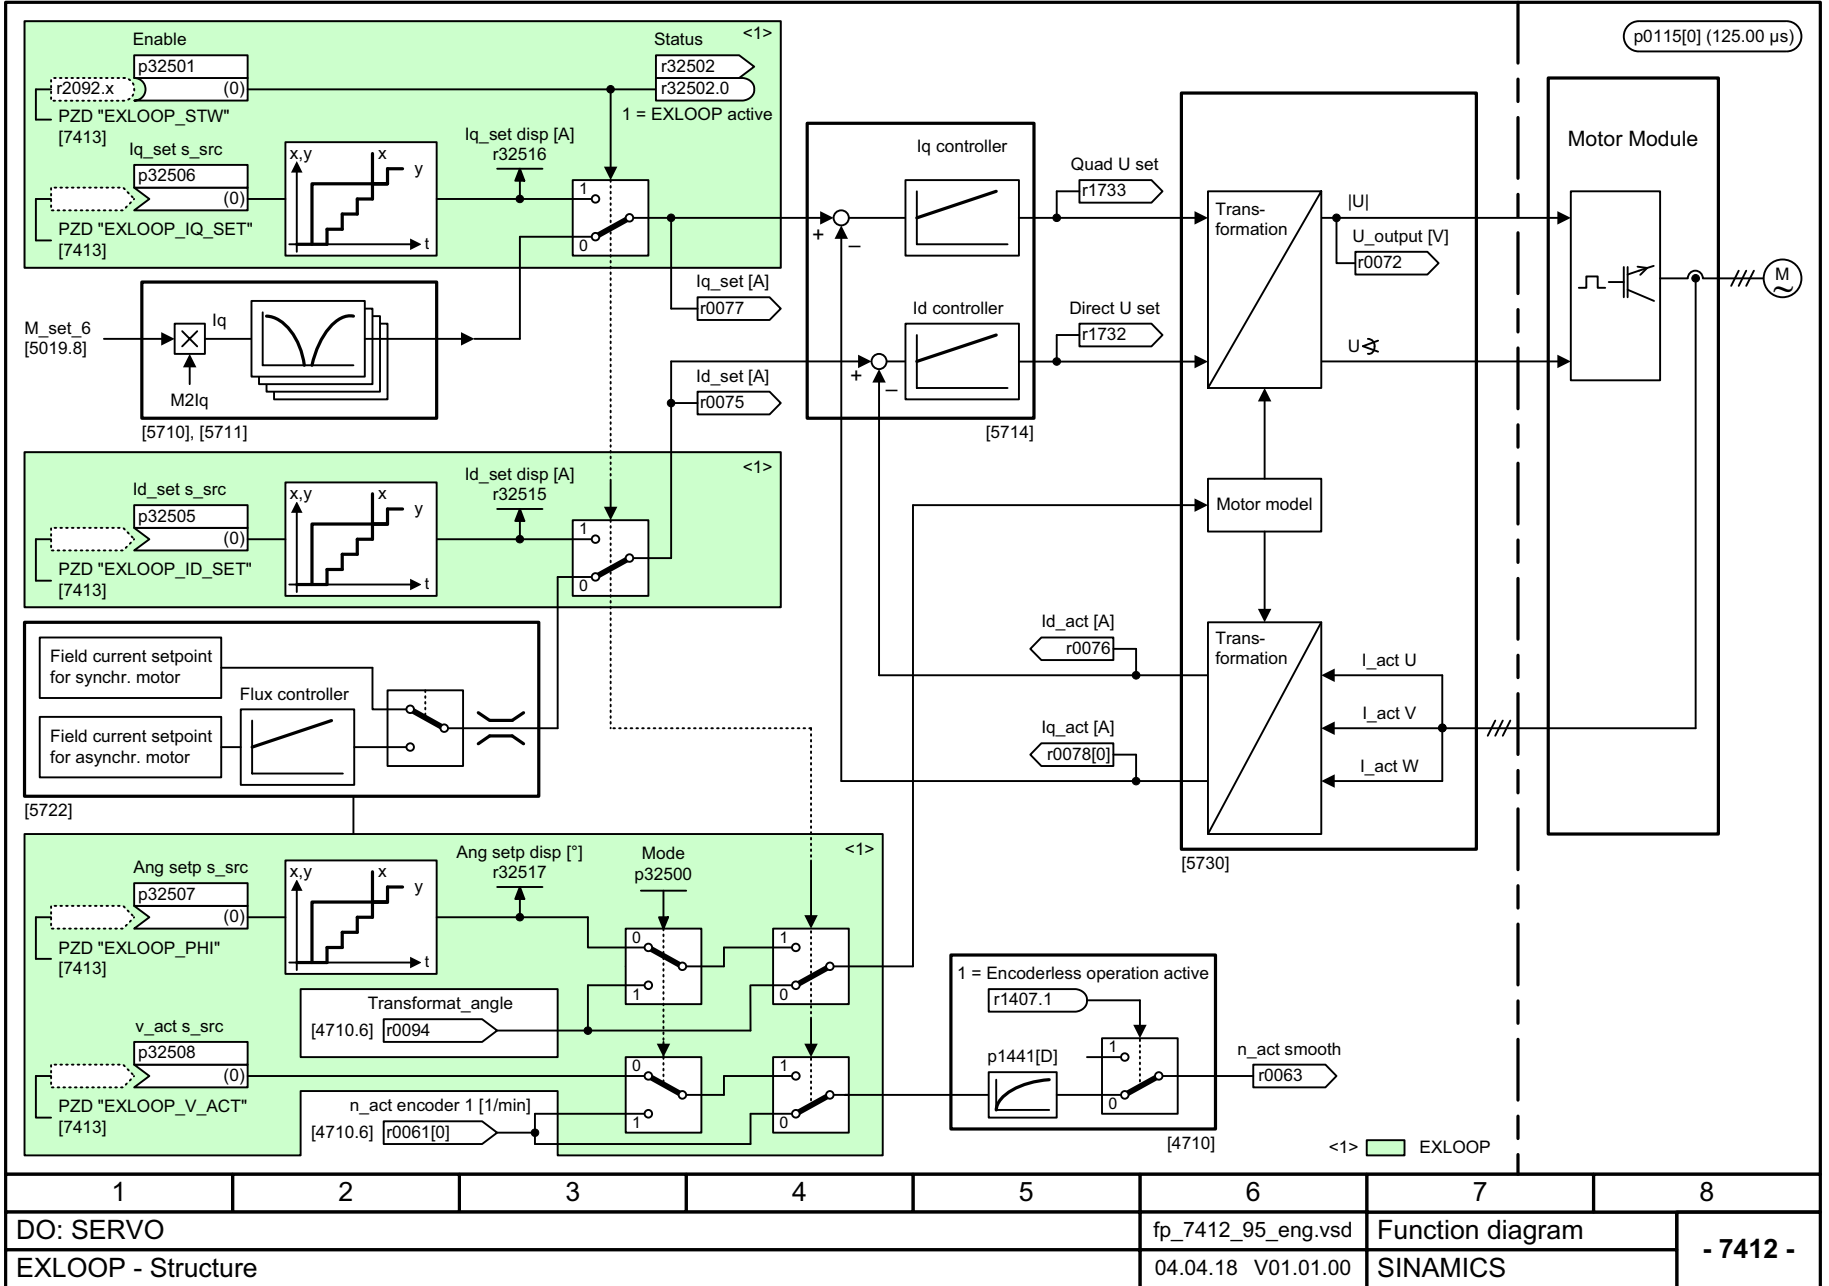 p0115[0] (125.00 µs)
Enable
p32501
r2092.x
(0)
PZD "EXLOOP_STW"
[7413]
Status
<1>
r32502
r32502.0
1 = EXLOOP active
Iq_set s_src
p32506
(0)
PZD "EXLOOP_IQ_SET"
[7413]
x,y
x
y
t
Iq_set disp [A]
r32516
1
0
M_set_6
[5019.8]
Iq
M2Iq
[5710], [5711]
Iq_set [A]
r0077
Id_set [A]
r0075
Iq controller
+
–
Id controller
+
–
[5714]
Quad U set
r1733
Direct U set
r1732
Trans-
formation
|U|
U_output [V]
r0072
U
Motor model
Trans-
formation
I_act U
I_act V
I_act W
[5730]
Id_act [A]
r0076
Iq_act [A]
r0078[0]
Motor Module
M
~
<1>
Id_set s_src
p32505
(0)
PZD "EXLOOP_ID_SET"
[7413]
x,y
x
y
t
Id_set disp [A]
r32515
1
0
Field current setpoint
for synchr. motor
Flux controller
Field current setpoint
for asynchr. motor
[5722]
<1>
Ang setp s_src
p32507
(0)
PZD "EXLOOP_PHI"
[7413]
x,y
x
y
t
Ang setp disp [°]
r32517
Mode
p32500
0
1
1
0
Transformat_angle
[4710.6]
r0094
v_act s_src
p32508
(0)
PZD "EXLOOP_V_ACT"
[7413]
n_act encoder 1 [1/min]
[4710.6]
r0061[0]
0
1
1
0
1 = Encoderless operation active
r1407.1
p1441[D]
1
0
[4710]
n_act smooth
r0063
<1>
EXLOOP
1 2 3 4 5 6 7 8
DO: SERVO
fp_7412_95_eng.vsd
Function diagram
- 7412 -
EXLOOP - Structure
04.04.18 V01.01.00
SINAMICS